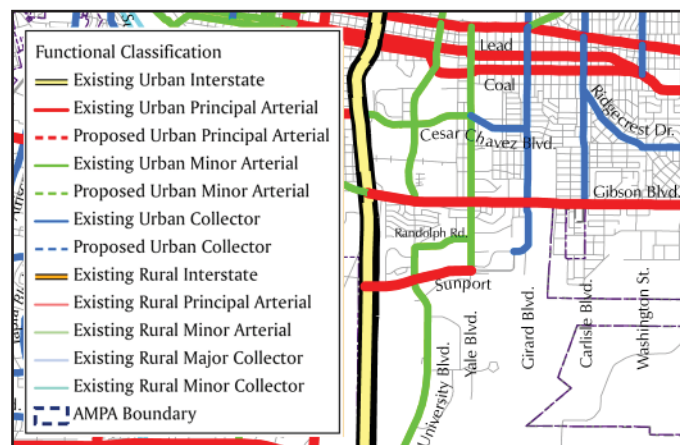 Functional Classification
Existing Urban Interstate
Existing Urban Principal Arterial
Proposed Urban Principal Arterial
Existing Urban Minor Arterial
Proposed Urban Minor Arterial
Existing Urban Collector
Proposed Urban Collector
Existing Rural Interstate
Existing Rural Principal Arterial
Existing Rural Minor Arterial
Existing Rural Major Collector
Existing Rural Minor Collector
AMPA Boundary
Lead
Coal
Cesar Chavez Blvd.
Ridgecrest Dr.
Gibson Blvd.
Randolph Rd.
Sunport
University Blvd.
Yale Blvd.
Girard Blvd.
Carlisle Blvd.
Washington St.